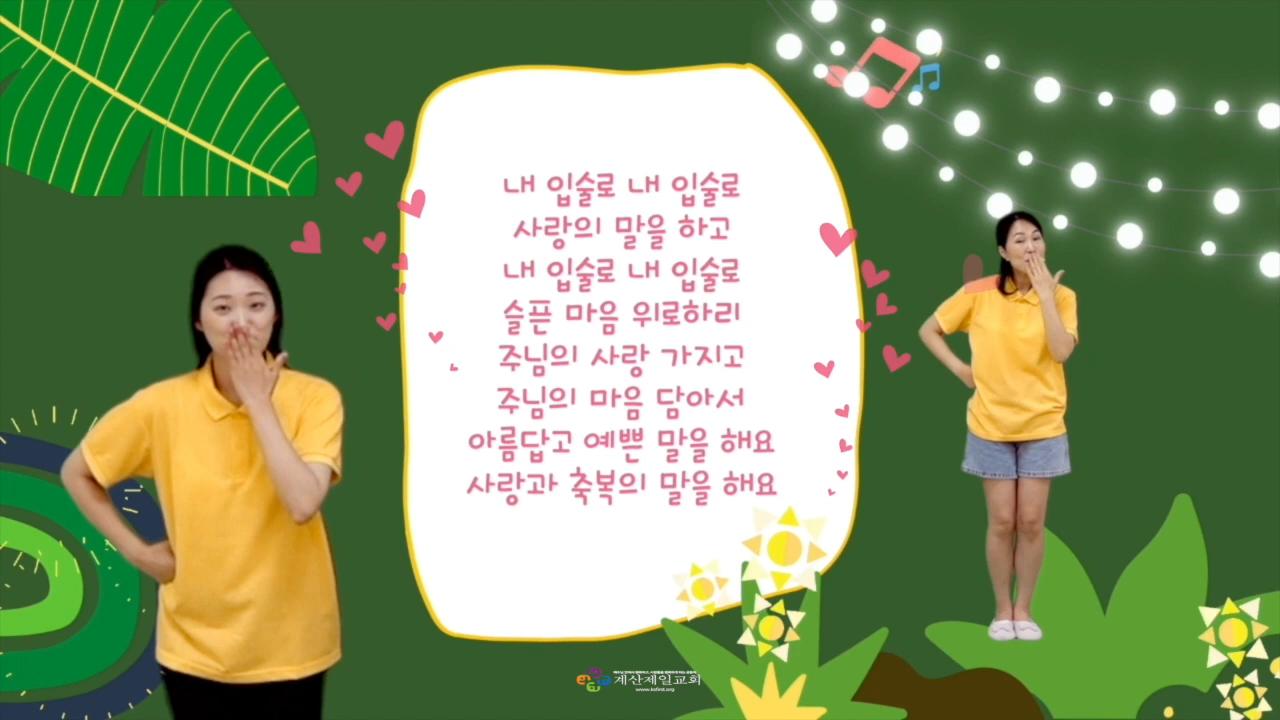 내 입술로 내 입술로
사랑의 말을 하고
내 입술로 내 입술로
슬픈 마음 위로하리
주님의 사랑 가지고
주님의 마음 담아서
아름답고 예쁜 말을 해요
사랑과 축복의 말을 해요
계산제일교회
www.ksfirst.org